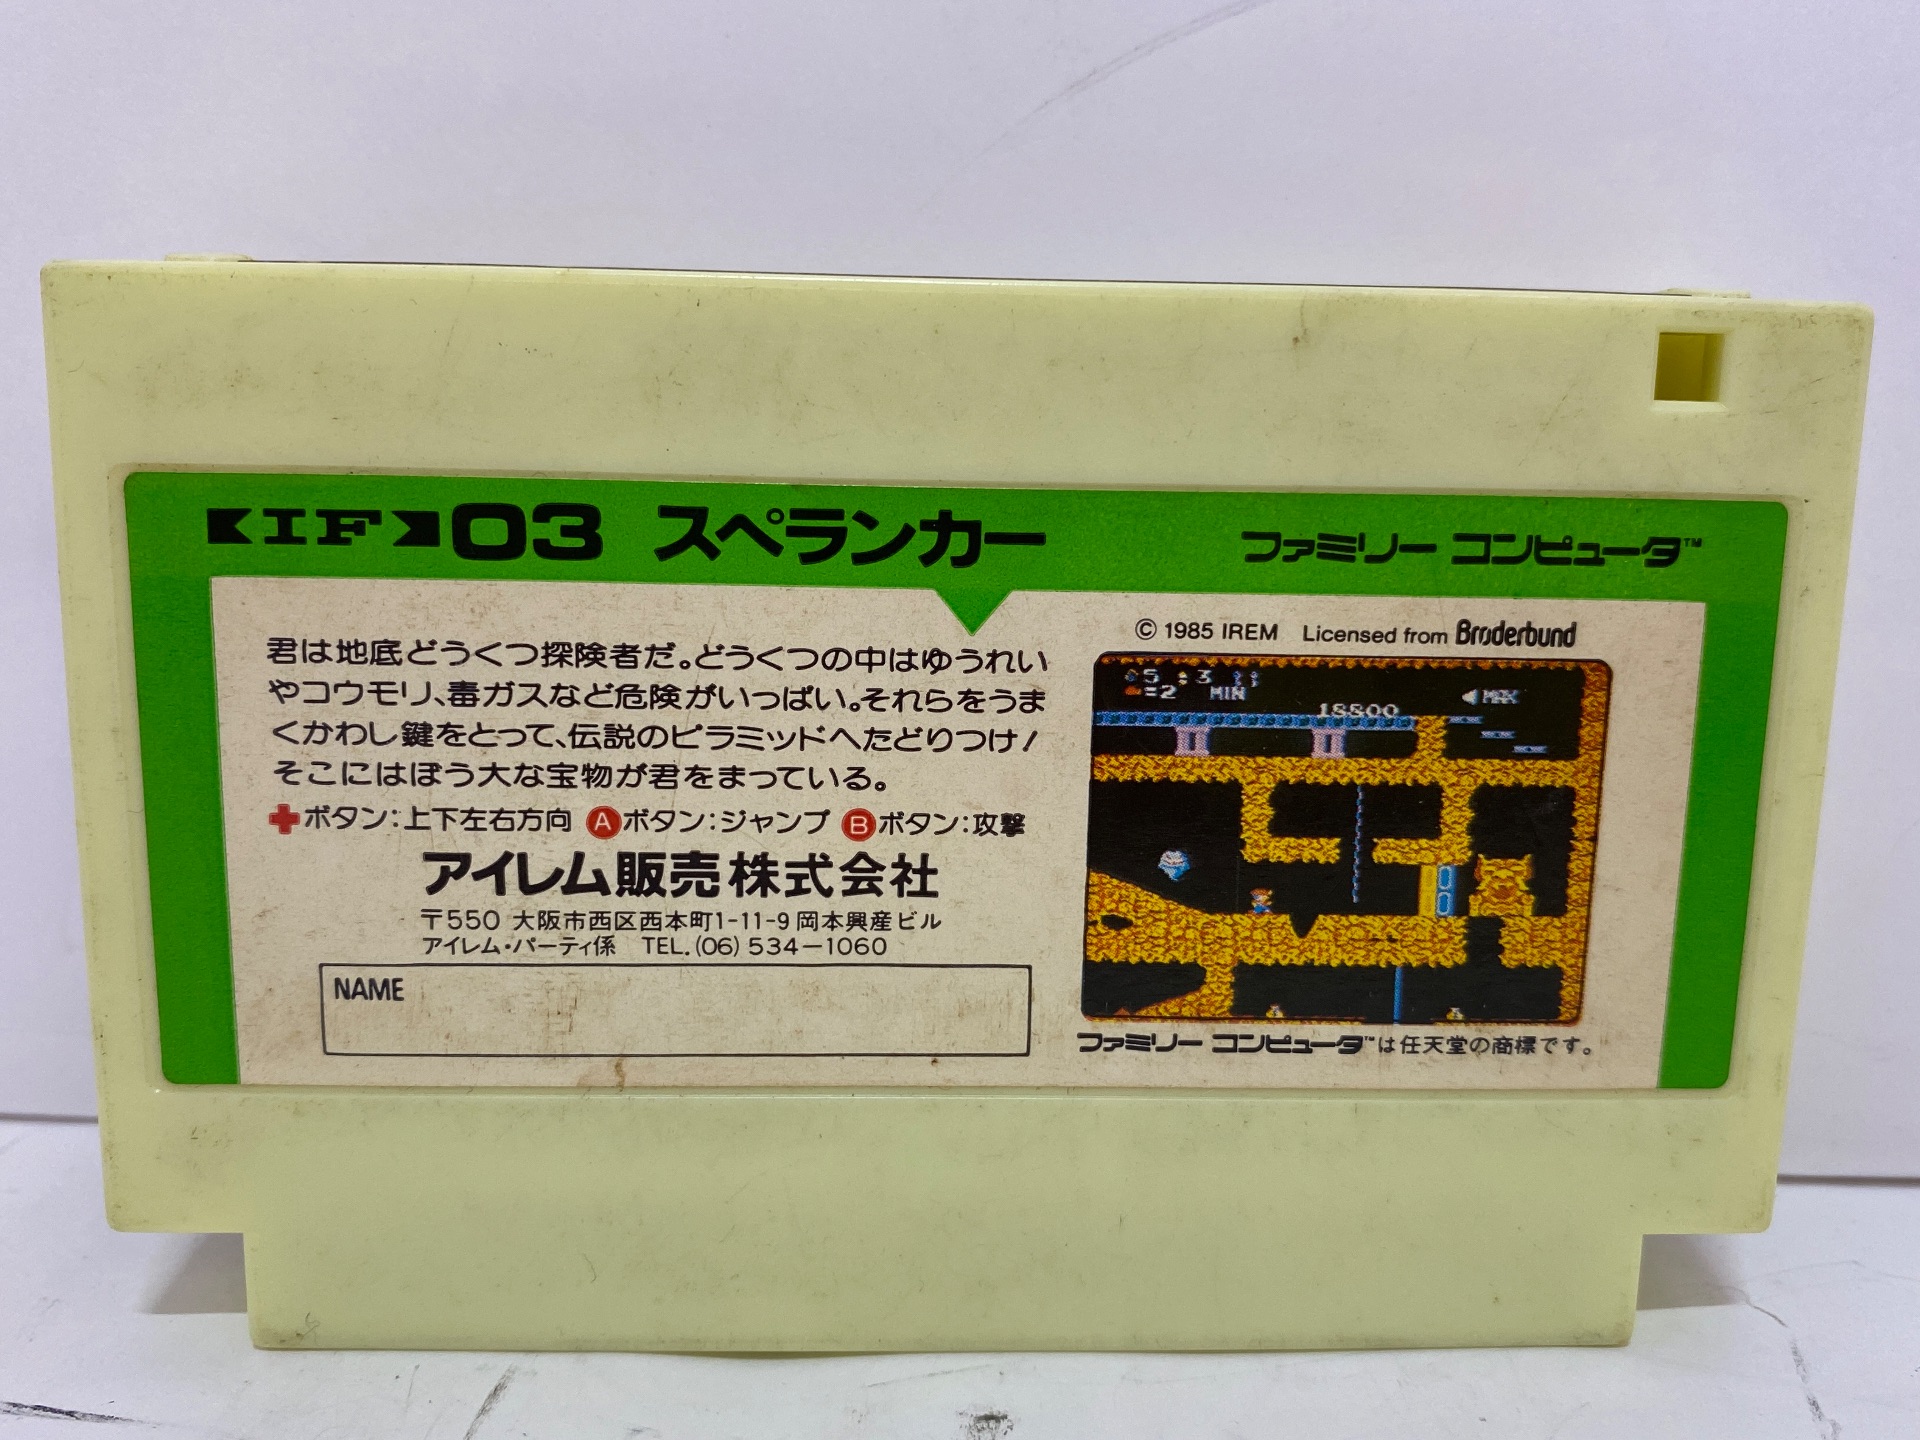 IF 03 スペランカー
ファミリー コンピュータ™
君は地底どうくつ探険者だ。どうくつの中はゆうれい
やコウモリ、毒ガスなど危険がいっぱい。それらをうま
くかわし鍵をとって、伝説のピラミッドへたどりつけ!
そこにはぼう大な宝物が君をまっている。
ボタン:上下左右方向 Aボタン:ジャンプ Bボタン:攻撃
アイレム販売株式会社
〒550 大阪市西区西本町1-11-9岡本興産ビル
アイレム・パーティ係 TEL.(06)534-1060
NAME
© 1985 IREM Licensed from Brøderbund
5 3
=2 MIN MAX
18800
ファミリー コンピュータ™は任天堂の商標です。